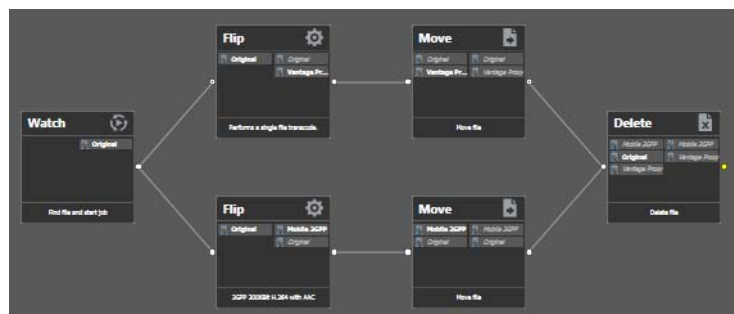 Flip
Original Original
Vantage Pr...
Performs a single file transcode.
Move
Original Original
Vantage Pr... Vantage Proxy
Move file
Watch
Original
Find file and start job
Delete
Mobile 3GPP Mobile 3GPP
Original Vantage Proxy
Vantage Proxy
Delete file
Flip
Original Mobile 3GPP
Original
3GPP 200KBit H.264 with AAC
Move
Mobile 3GPP Mobile 3GPP
Original Original
Move file